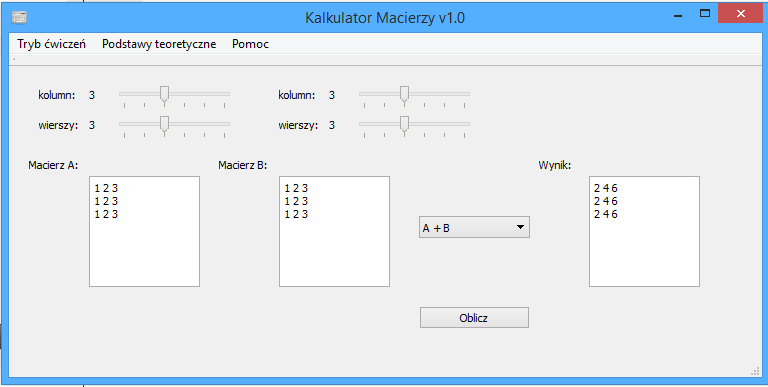 Kalkulator Macierzy v1.0
Tryb ćwiczeń Podstawy teoretyczne Pomoc
kolumn: 3 kolumn: 3
wierszy: 3 wierszy: 3
Macierz A: Macierz B: Wynik:
1 2 3 1 2 3 2 4 6
1 2 3 1 2 3 2 4 6
1 2 3 1 2 3 2 4 6
A + B
Oblicz